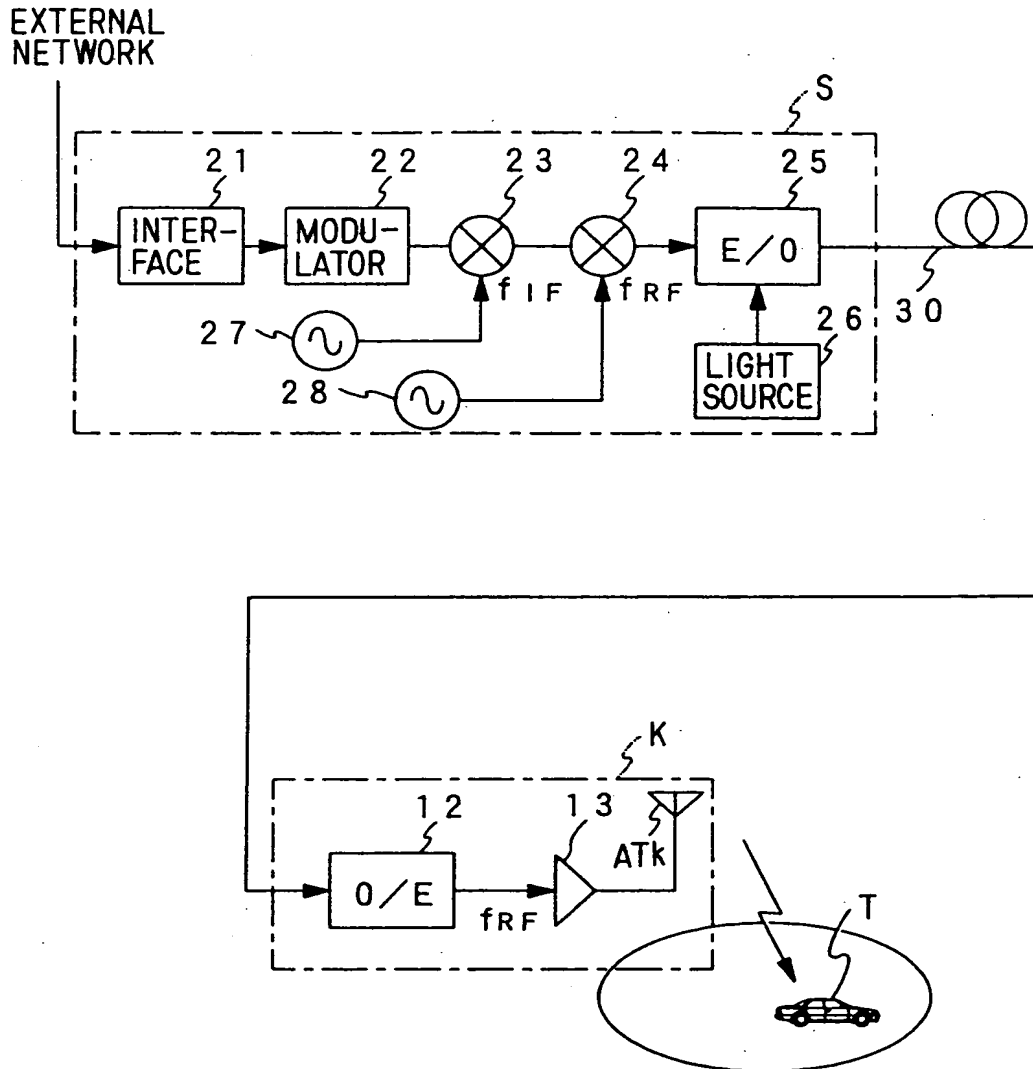 EXTERNAL
NETWORK
S
21
22
23
24
25
INTER-
FACE
MODU-
LATOR
E/O
fIF
fRF
30
27
26
28
LIGHT
SOURCE
K
12
13
ATk
O/E
fRF
T